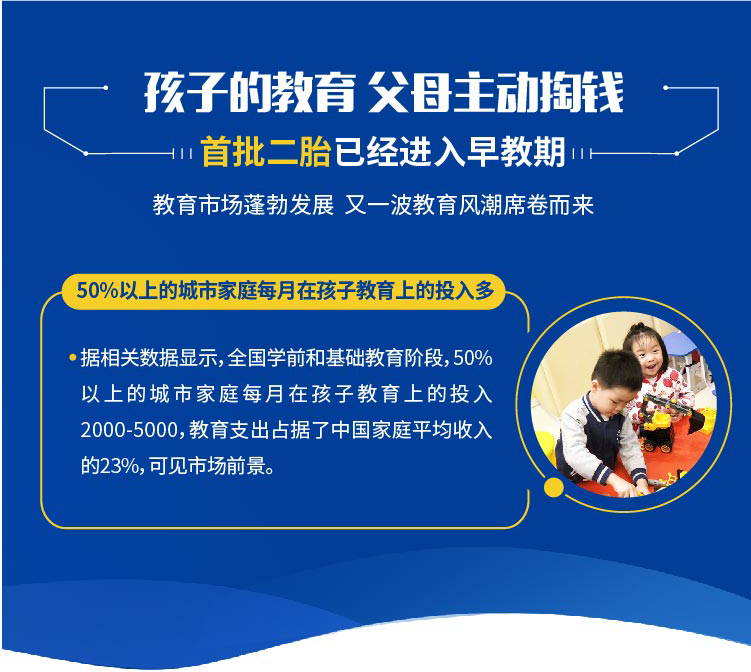 孩子的教育 父母主动掏钱
首批二胎已经进入早教期
教育市场蓬勃发展 又一波教育风潮席卷而来
50%以上的城市家庭每月在孩子教育上的投入多
据相关数据显示，全国学前和基础教育阶段，50%
以上的城市家庭每月在孩子教育上的投入
2000-5000，教育支出占据了中国家庭平均收入
的23%，可见市场前景。